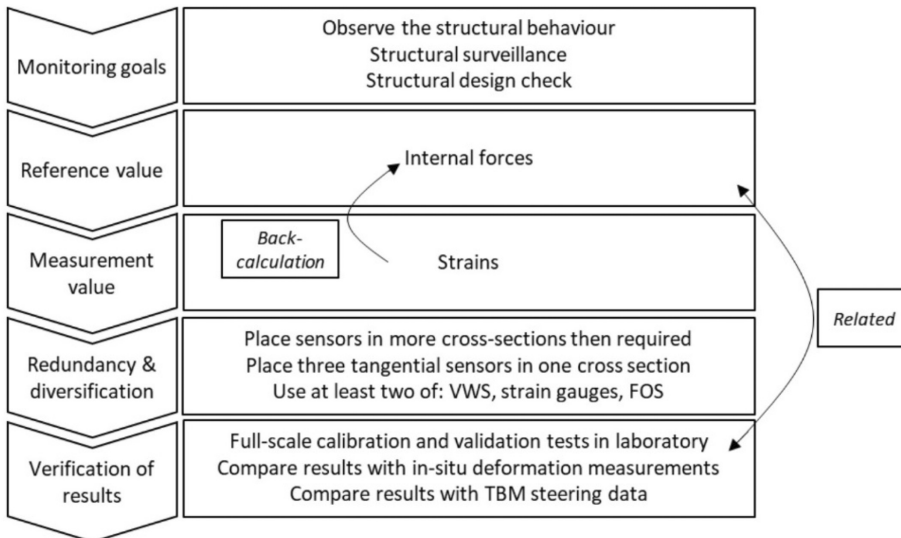 Monitoring goals
Observe the structural behaviour
Structural surveillance
Structural design check
Reference value
Internal forces
Back-
calculation
Measurement
value
Strains
Related
Redundancy &
diversification
Place sensors in more cross-sections then required
Place three tangential sensors in one cross section
Use at least two of: VWS, strain gauges, FOS
Verification of
results
Full-scale calibration and validation tests in laboratory
Compare results with in-situ deformation measurements
Compare results with TBM steering data